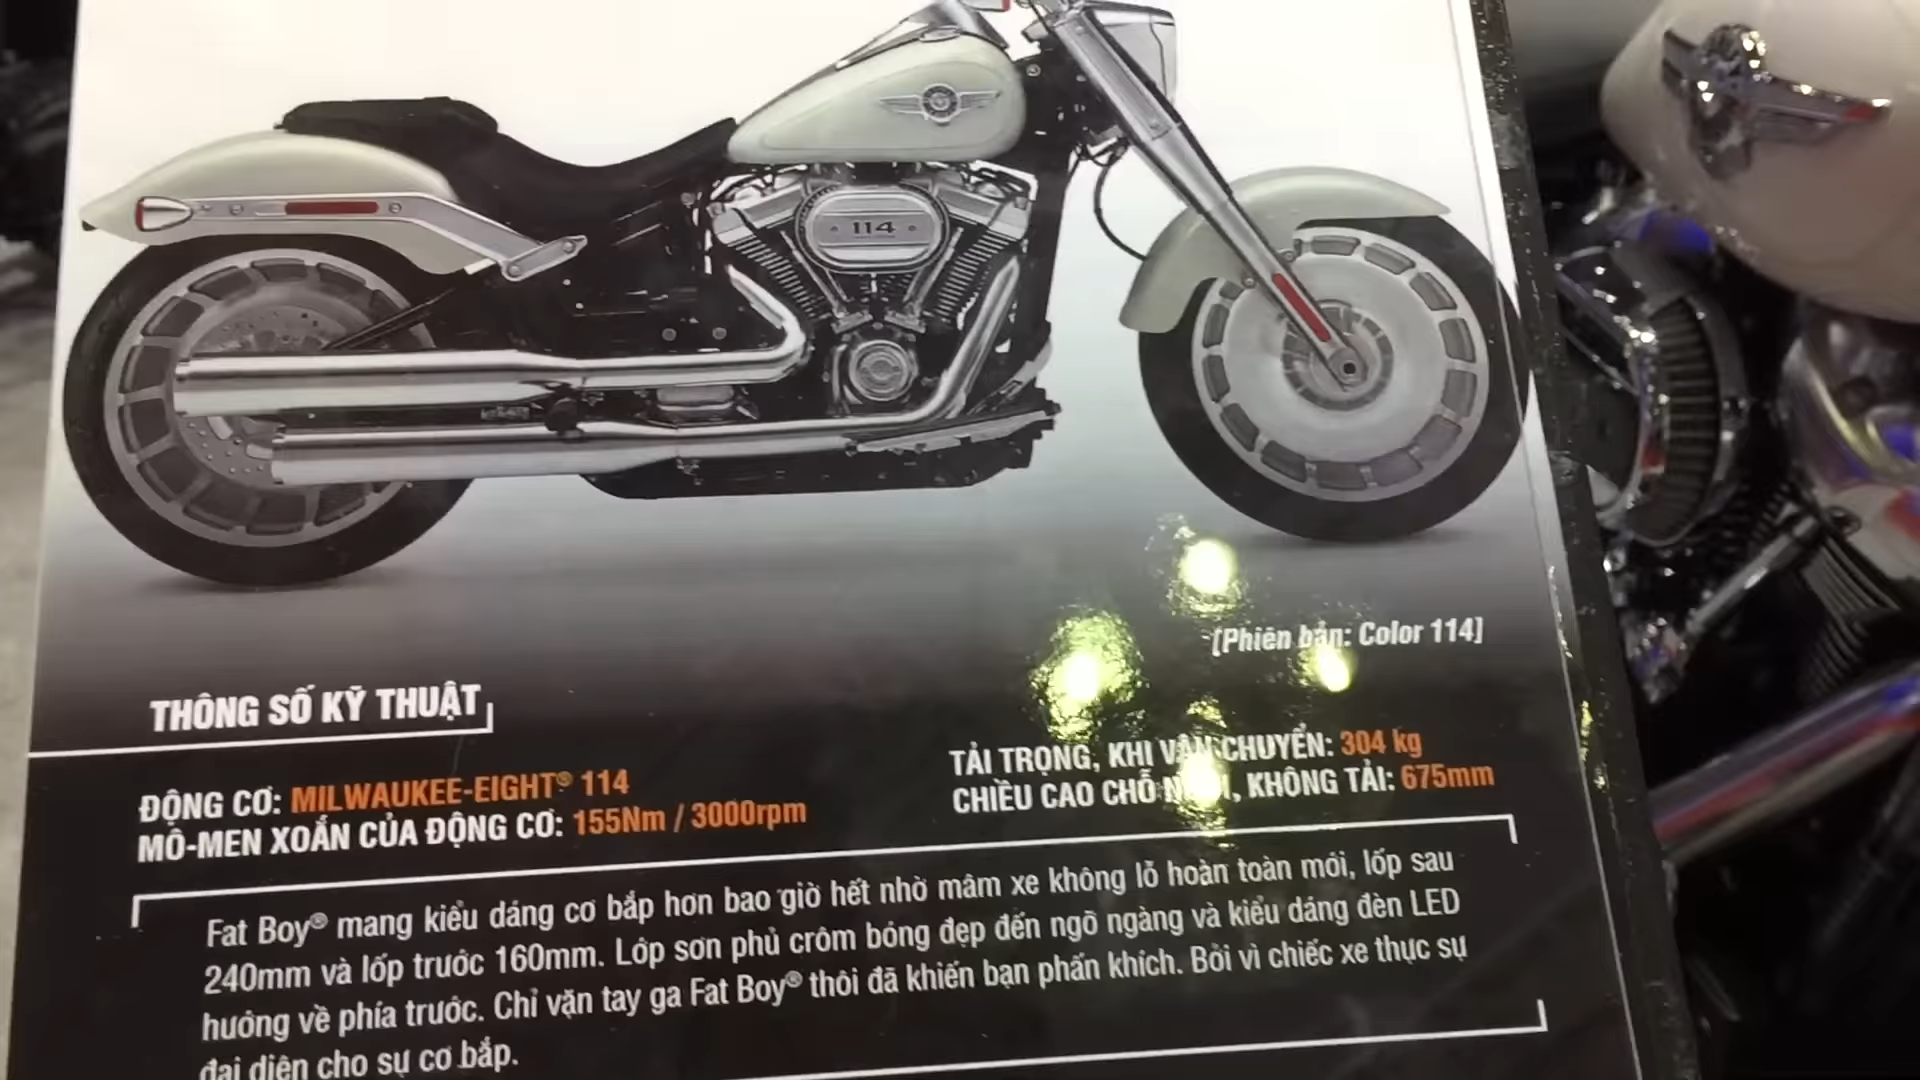 114
[Phiên bản: Color 114]
THÔNG SỐ KỸ THUẬT
ĐỘNG CƠ: MILWAUKEE-EIGHT® 114
MÔ-MEN XOẮN CỦA ĐỘNG CƠ: 155Nm / 3000rpm
TẢI TRỌNG, KHI VẬN CHUYỂN: 304 kg
CHIỀU CAO CHỖ , KHÔNG TẢI: 675mm
Fat Boy® mang kiểu dáng cơ bắp hơn bao giờ hết nhờ mâm xe không lỗ hoàn toàn mới, lốp sau
240mm và lốp trước 160mm. Lớp sơn phủ crôm bóng đẹp đến ngỡ ngàng và kiểu dáng đèn LED
hướng về phía trước. Chỉ vặn tay ga Fat Boy® thôi đã khiến bạn phấn khích. Bởi vì chiếc xe thực sự
đại diện cho sự cơ bắp.